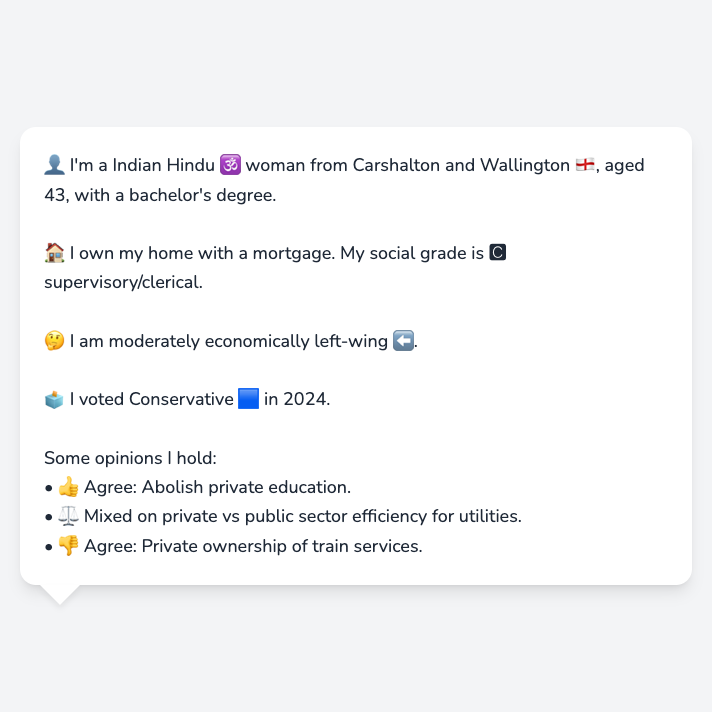 👤 I'm a Indian Hindu 🕉️ woman from Carshalton and Wallington 🏴󠁧󠁢󠁥󠁮󠁧󠁿, aged
43, with a bachelor's degree.
🏠 I own my home with a mortgage. My social grade is 🅲
supervisory/clerical.
🤔 I am moderately economically left-wing ⬅️.
🗳️ I voted Conservative 🟦 in 2024.
Some opinions I hold:
• 👍 Agree: Abolish private education.
• ⚖️ Mixed on private vs public sector efficiency for utilities.
• 👎 Agree: Private ownership of train services.